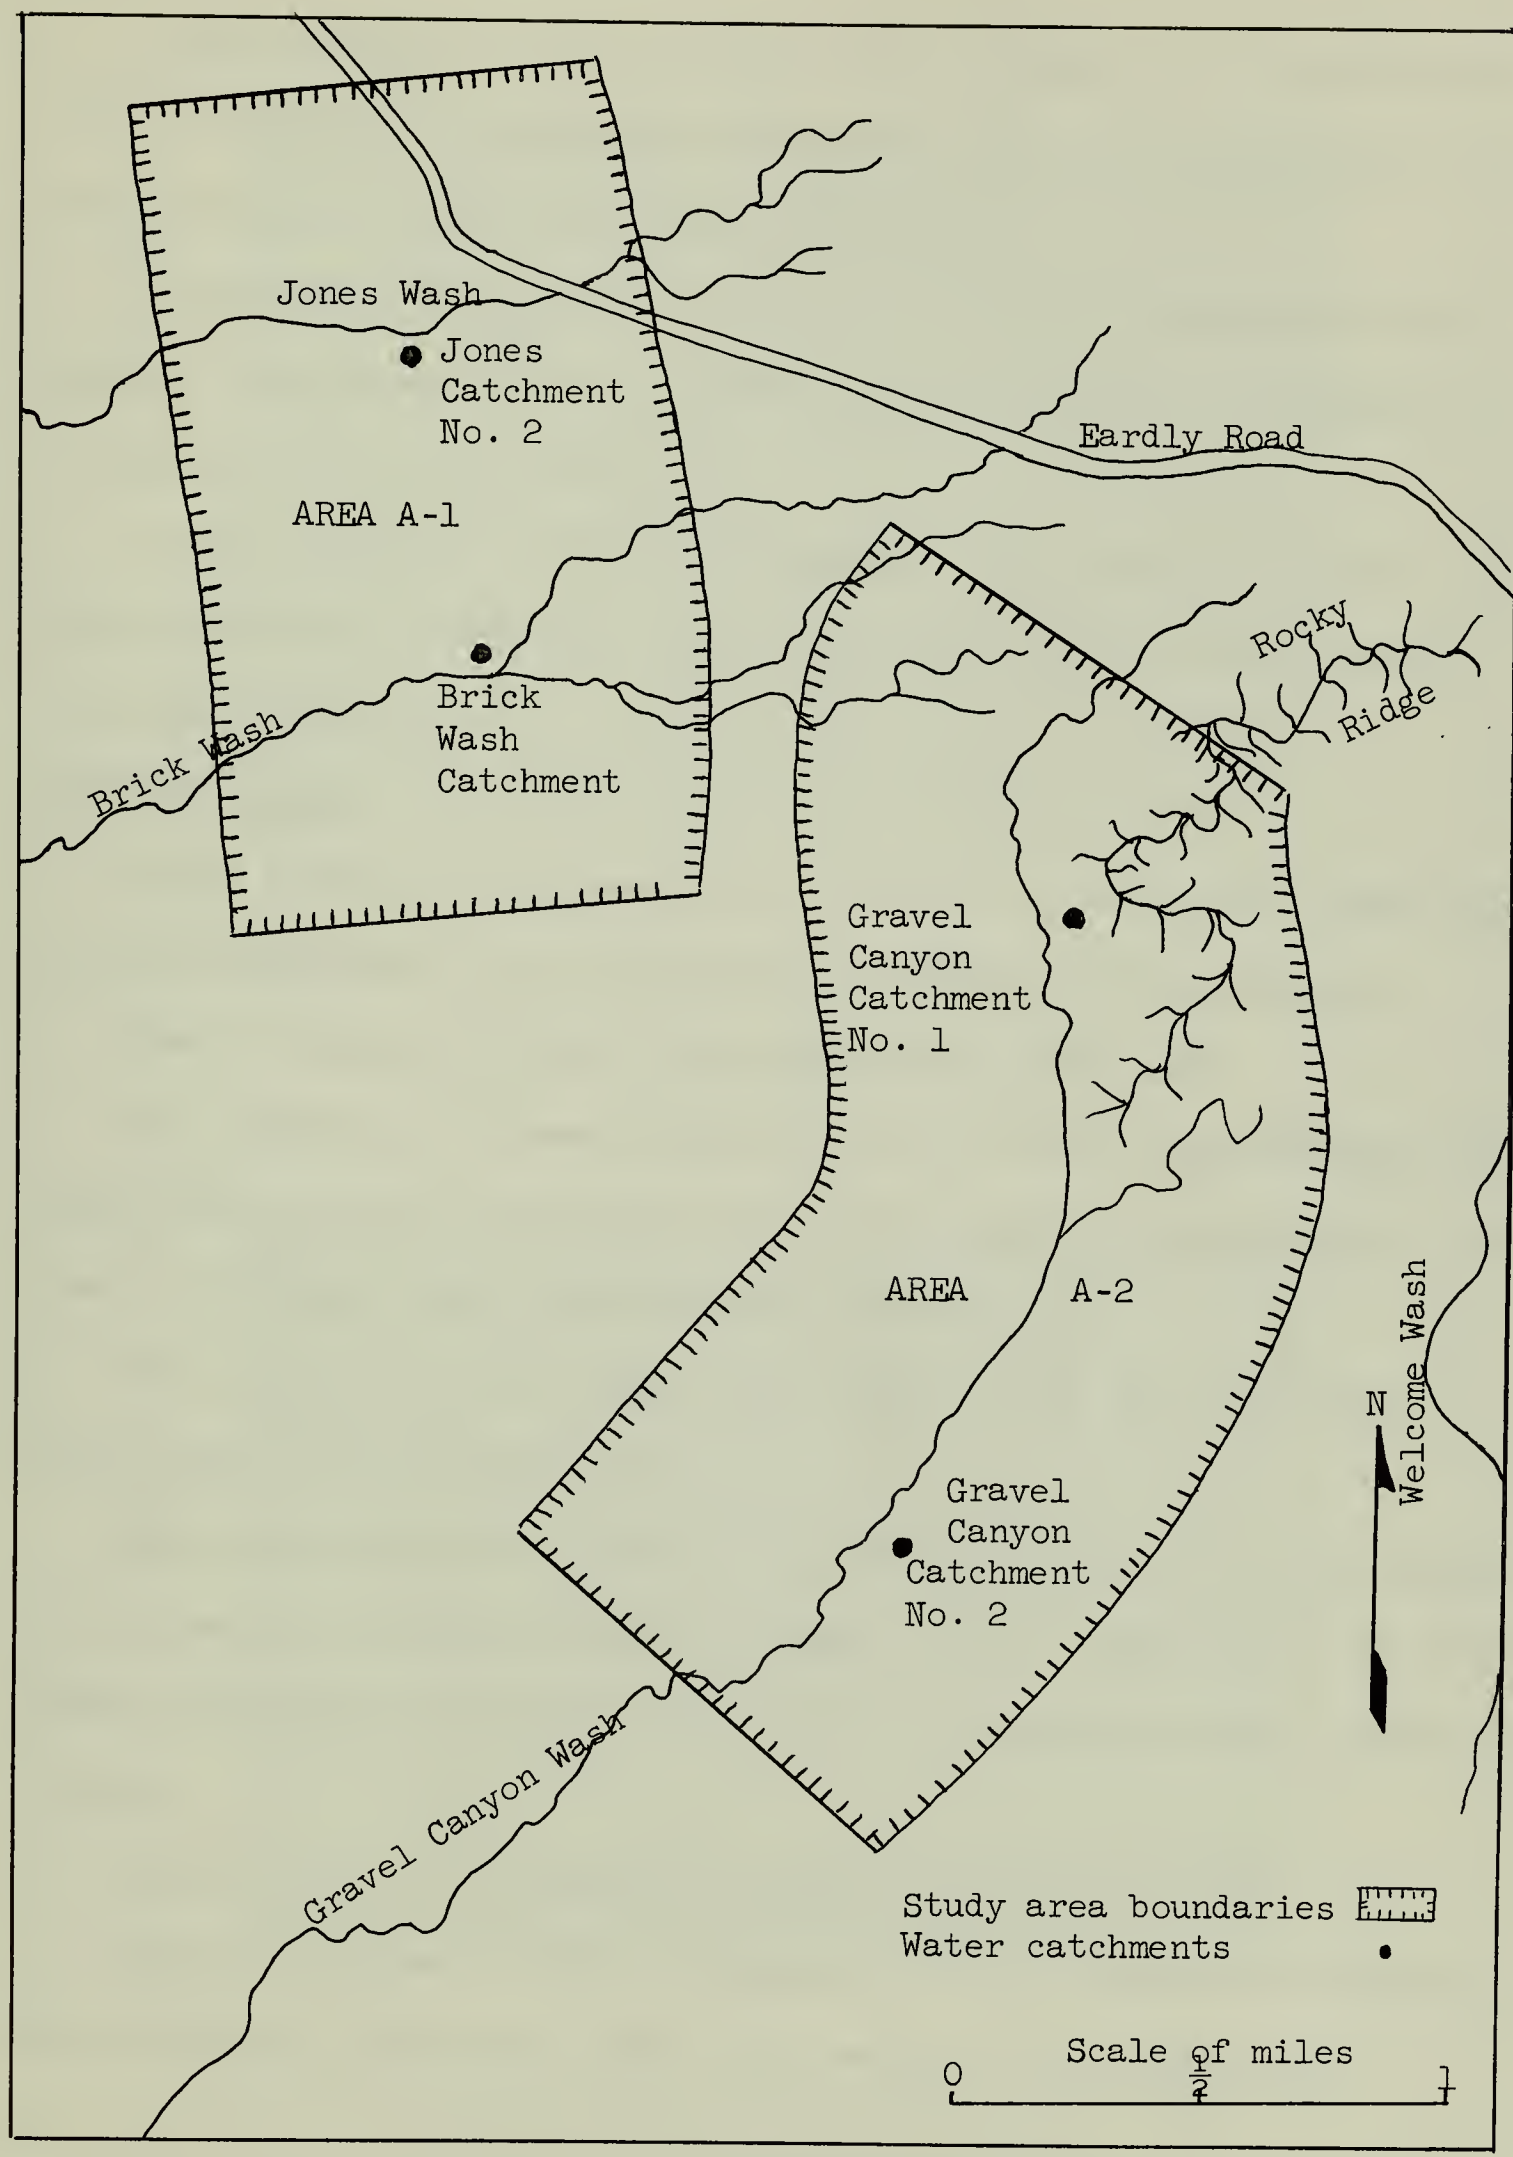 Jones Wash
Jones
Catchment
No. 2
Eardly Road
AREA A-1
Rocky
Ridge
Brick Wash
Brick
Wash
Catchment
Gravel
Canyon
Catchment
No. 1
AREA A-2
Welcome Wash
N
Gravel
Canyon
Catchment
No. 2
Gravel Canyon Wash
Study area boundaries
Water catchments
Scale of miles
0 1/2 1